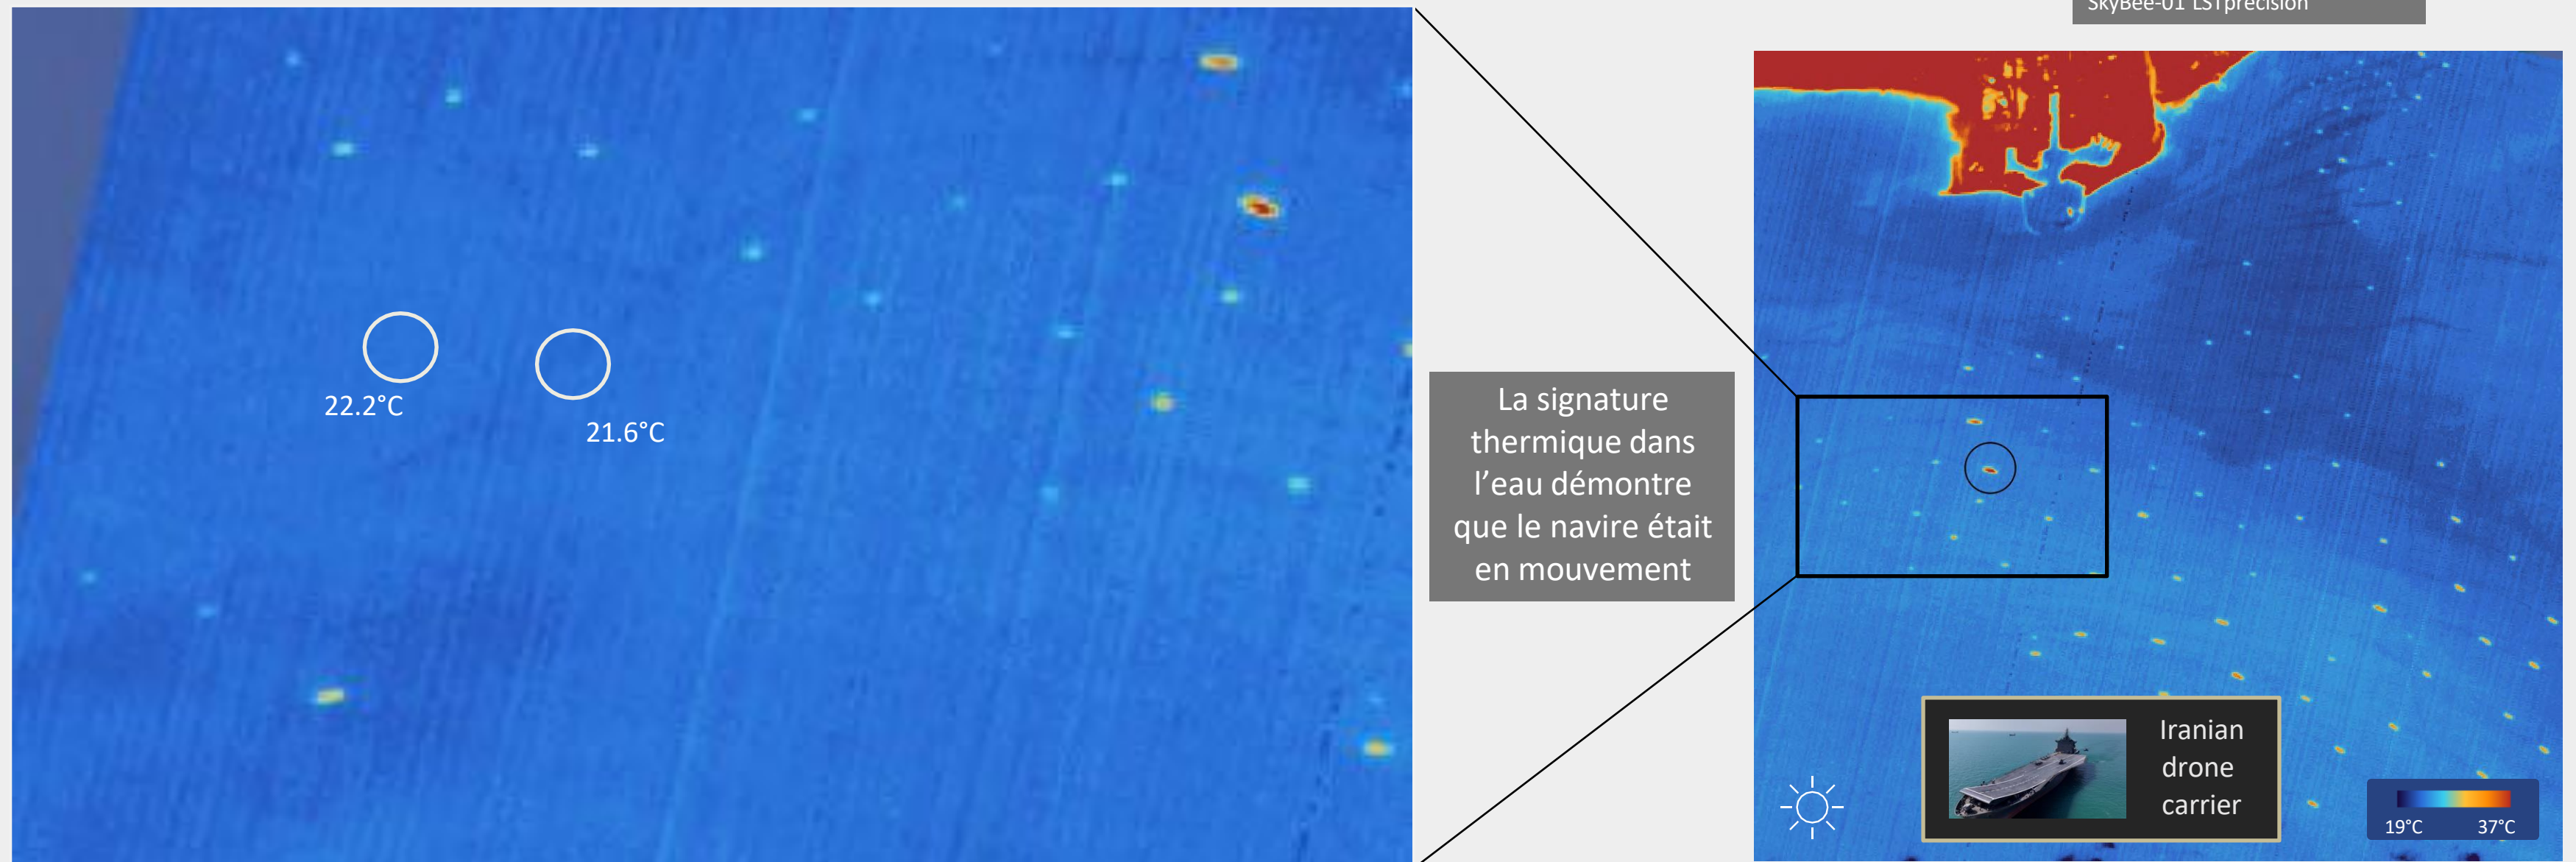 SkyBee-01 LSTprecision
22.2°C
21.6°C
La signature
thermique dans
l’eau démontre
que le navire était
en mouvement
Iranian
drone
carrier
19°C
37°C